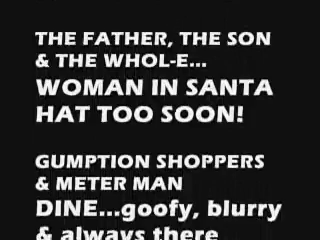 THE FATHER, THE SON
& THE WHOL-E...
WOMAN IN SANTA
HAT TOO SOON!
GUMPTION SHOPPERS
& METER MAN
DINE...goofy, blurry
& always there